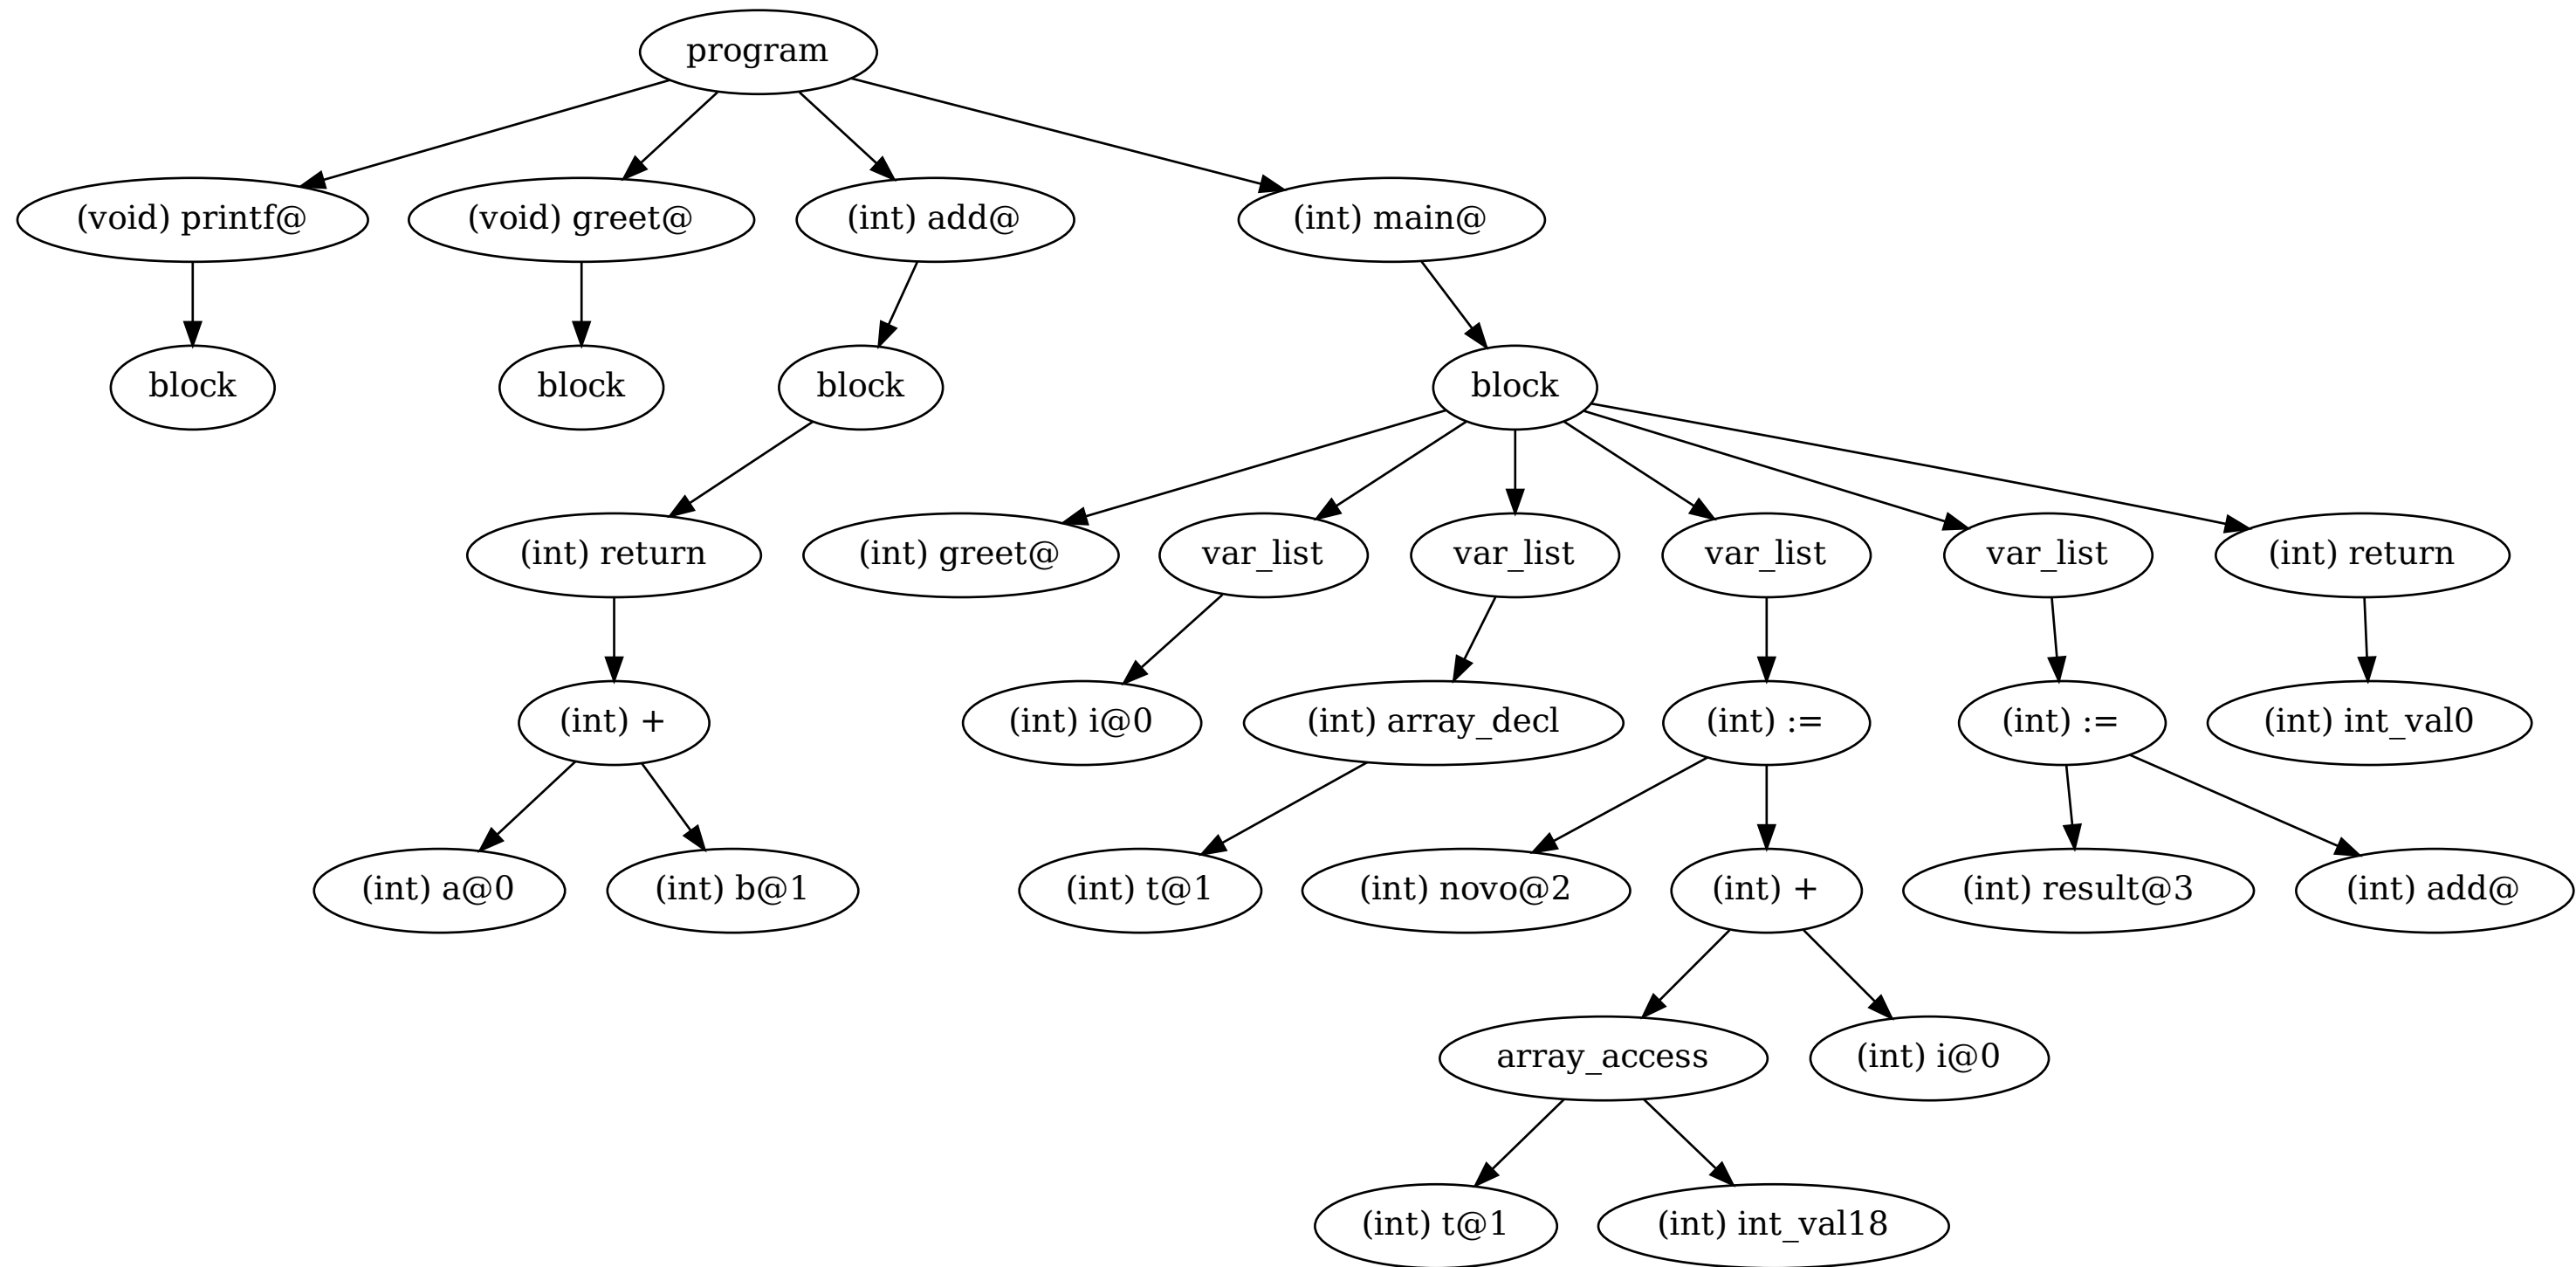 program
(void) printf@
(void) greet@
(int) add@
(int) main@
block
block
block
block
(int) return
(int) greet@
var_list
var_list
var_list
var_list
(int) return
(int) +
(int) i@0
(int) array_decl
(int) :=
(int) :=
(int) int_val0
(int) a@0
(int) b@1
(int) t@1
(int) novo@2
(int) +
(int) result@3
(int) add@
array_access
(int) i@0
(int) t@1
(int) int_val18